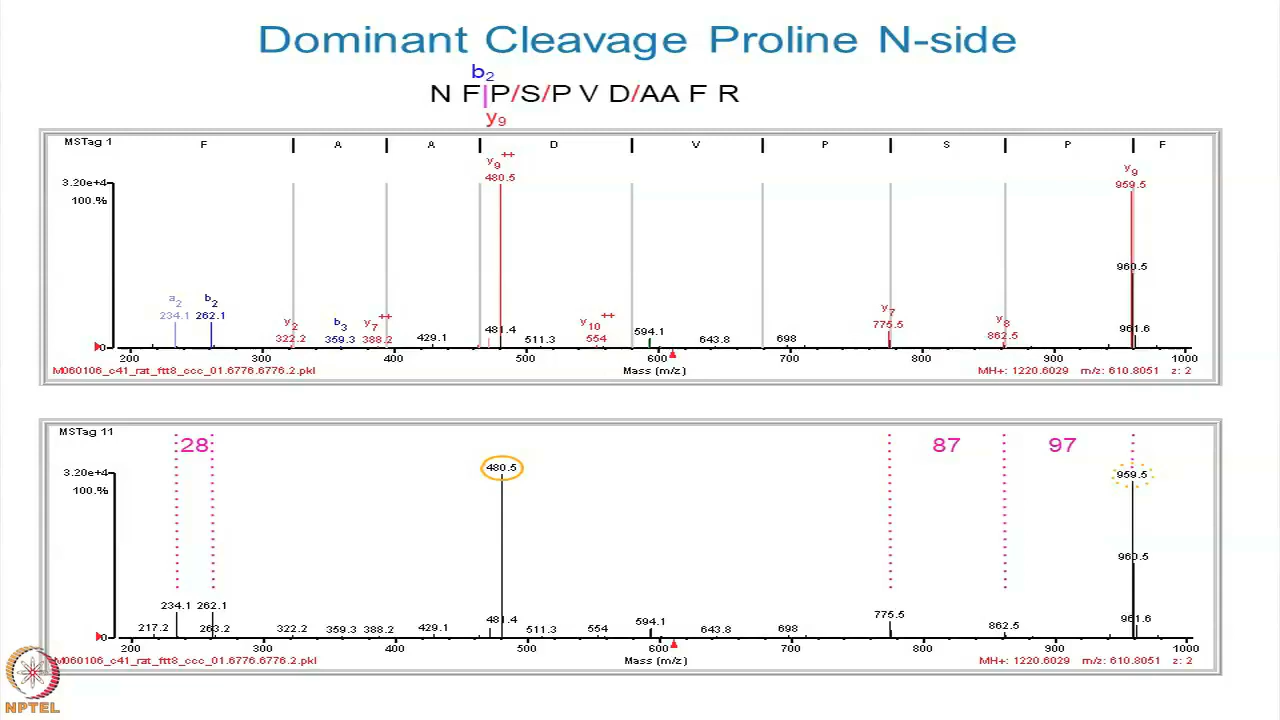 Dominant Cleavage Proline N-side
b2
N F|P/S/P V D/AA F R
y9
MSTag 1
F | A | A | D | V | P | S | P | F
y9++
y9
480.5
959.5
3.20e+4
100.%
960.5
a2 b2
234.1 262.1
y2 b3 y7++ y10++ y7 y8
322.2 359.3 388.2 429.1 481.4 511.3 554 594.1 643.8 698 775.5 862.5 961.6
0
200 300 400 500 600 700 800 900 1000
M060106_c41_rat_ftt8_ccc_01.6776.6776.2.pkl Mass (m/z) MH+: 1220.6029 m/z: 610.8051 z: 2
MSTag 11
28 87 97
3.20e+4 480.5 959.5
100.%
960.5
234.1 262.1
217.2 263.2 322.2 359.3 388.2 429.1 481.4 511.3 554 594.1 643.8 698 775.5 862.5 961.6
0
200 300 400 500 600 700 800 900 1000
M060106_c41_rat_ftt8_ccc_01.6776.6776.2.pkl Mass (m/z) MH+: 1220.6029 m/z: 610.8051 z: 2
NPTEL